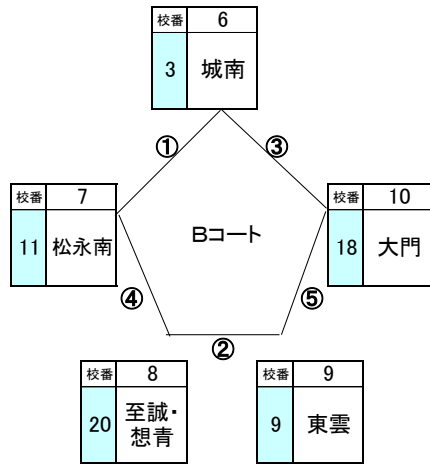 校番 6
3 城南
①
③
校番 7
11 松永南
Bコート
校番 10
18 大門
④
⑤
②
校番 8
20 至誠・
想青
校番 9
9 東雲